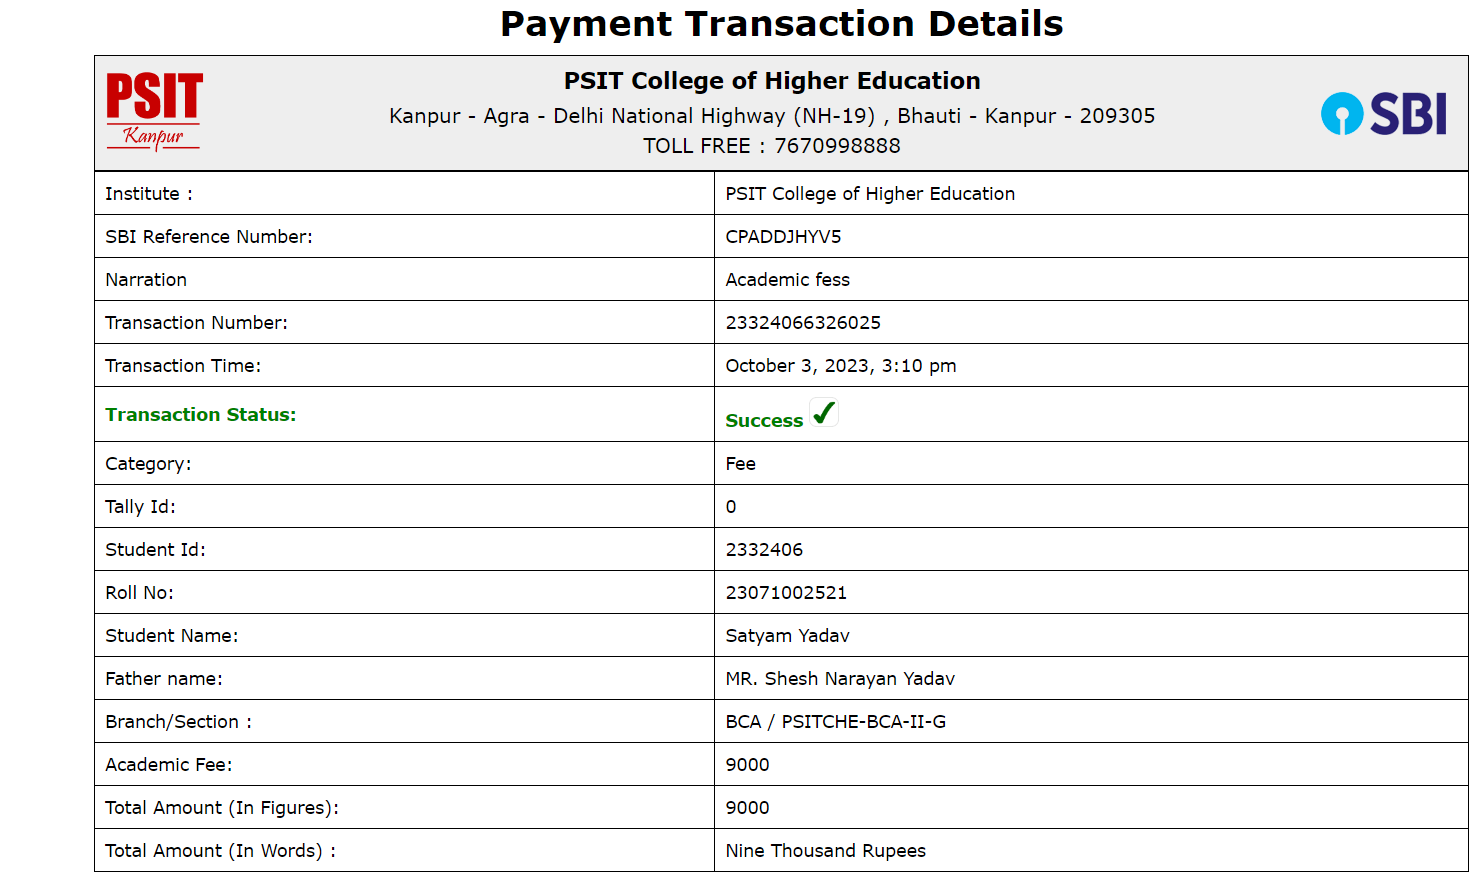 Payment Transaction Details
PSIT
Kanpur
PSIT College of Higher Education
Kanpur - Agra - Delhi National Highway (NH-19) , Bhauti - Kanpur - 209305
TOLL FREE : 7670998888
SBI
Institute : PSIT College of Higher Education
SBI Reference Number: CPADDJHYV5
Narration Academic fess
Transaction Number: 23324066326025
Transaction Time: October 3, 2023, 3:10 pm
Transaction Status: Success
Category: Fee
Tally Id: 0
Student Id: 2332406
Roll No: 23071002521
Student Name: Satyam Yadav
Father name: MR. Shesh Narayan Yadav
Branch/Section : BCA / PSITCHE-BCA-II-G
Academic Fee: 9000
Total Amount (In Figures): 9000
Total Amount (In Words) : Nine Thousand Rupees